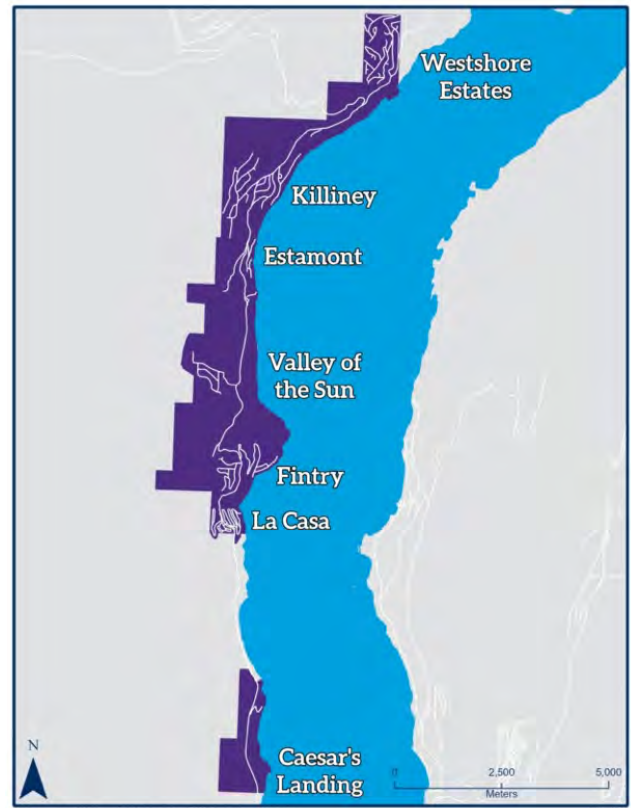 Westshore
Estates
Killiney
Estamont
Valley of
the Sun
Fintry
La Casa
Caesar's
Landing
N
0 2,500 5,000
Meters